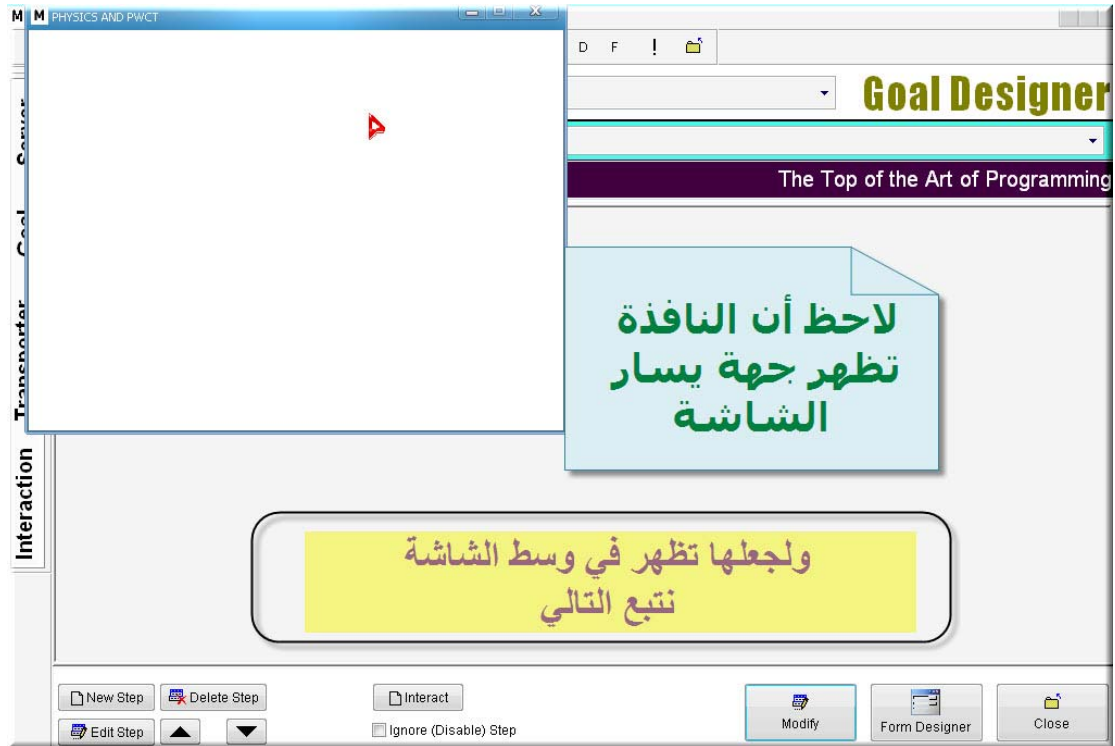 M
M PHYSICS AND PWCT
D F !
Goal Designer
The Top of the Art of Programming
Server
Goal
Transporter
Interaction
لاحظ أن النافذة
تظهر جهة يسار
الشاشة
ولجعلها تظهر في وسط الشاشة
نتبع التالي
New Step Delete Step Interact
Edit Step Ignore (Disable) Step
Modify Form Designer Close